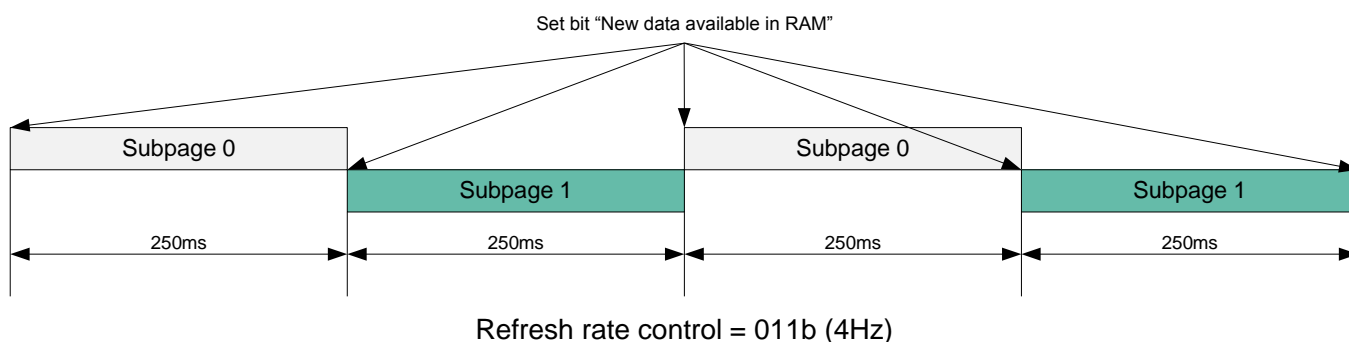 Set bit “New data available in RAM”
Subpage 0
Subpage 0
Subpage 1
Subpage 1
250ms
250ms
250ms
250ms
Refresh rate control = 011b (4Hz)